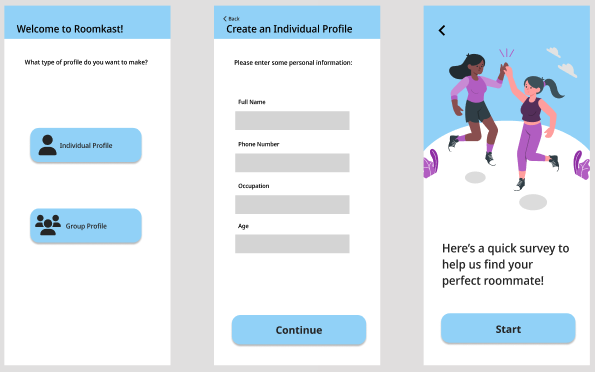 Welcome to Roomkast!
What type of profile do you want to make?
Individual Profile
Group Profile
Back
Create an Individual Profile
Please enter some personal information:
Full Name
Phone Number
Occupation
Age
Continue
Here's a quick survey to
help us find your
perfect roommate!
Start